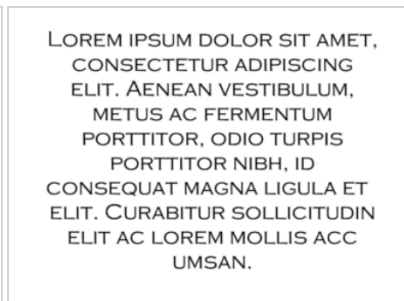 Lorem ipsum dolor sit amet,
consectetur adipiscing
elit. Aenean vestibulum,
metus ac fermentum
porttitor, odio turpis
porttitor nibh, id
consequat magna ligula et
elit. Curabitur sollicitudin
elit ac lorem mollis acc
umsan.